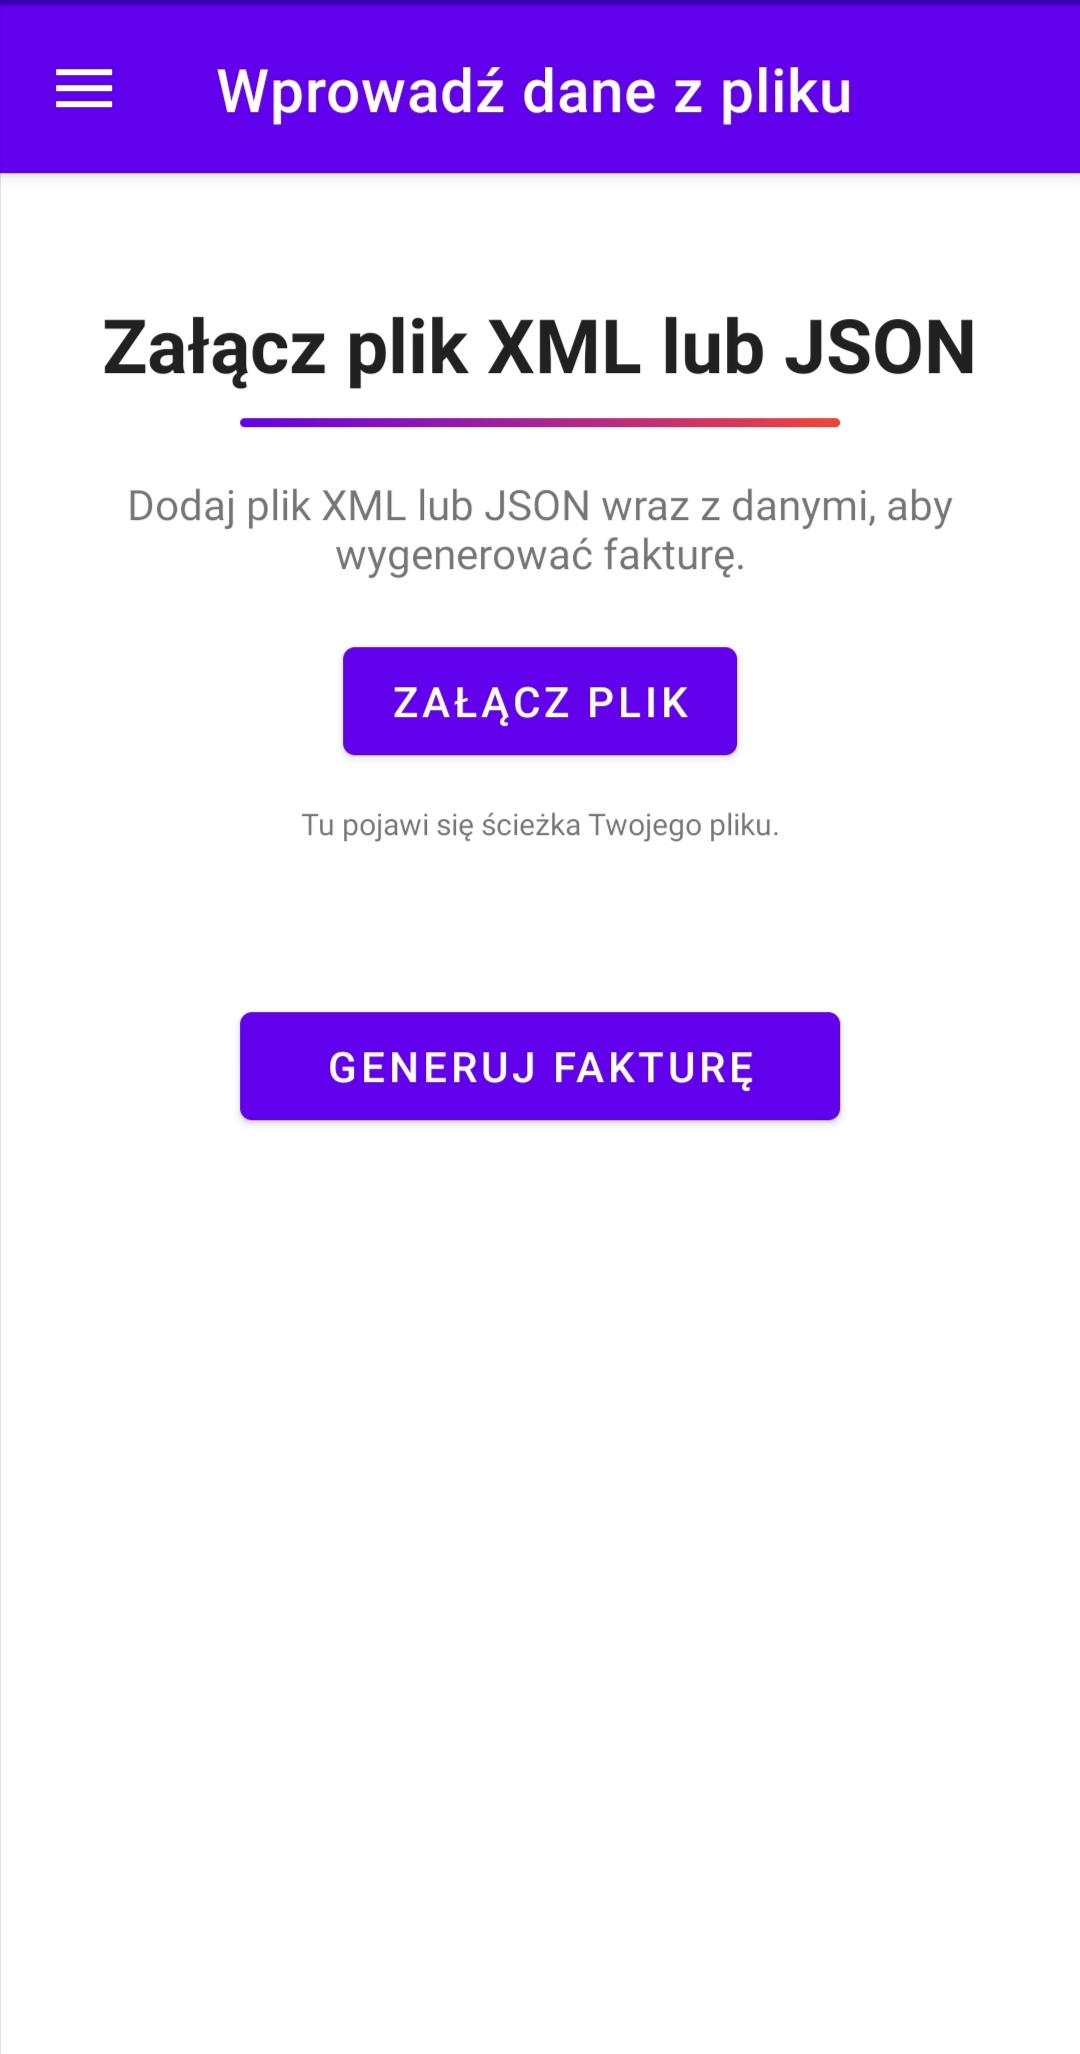 Wprowadź dane z pliku
Załącz plik XML lub JSON
Dodaj plik XML lub JSON wraz z danymi, aby
wygenerować fakturę.
ZAŁĄCZ PLIK
Tu pojawi się ścieżka Twojego pliku.
GENERUJ FAKTURĘ